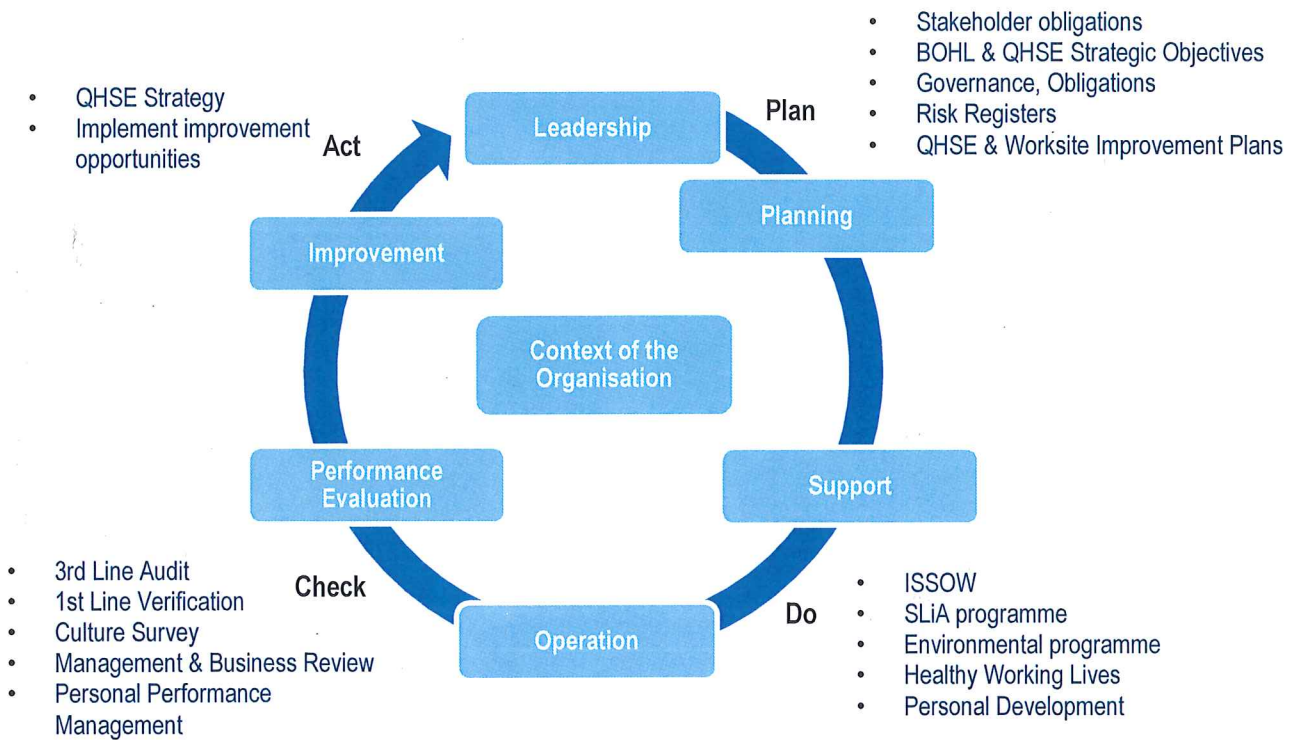 • Stakeholder obligations
• BOHL & QHSE Strategic Objectives
• Governance, Obligations
• Risk Registers
• QHSE & Worksite Improvement Plans
• QHSE Strategy
• Implement improvement
opportunities
Act
Leadership
Plan
Planning
Improvement
Context of the
Organisation
Performance
Evaluation
Support
• 3rd Line Audit
• 1st Line Verification
• Culture Survey
• Management & Business Review
• Personal Performance
Management
Check
Operation
Do
• ISSOW
• SLiA programme
• Environmental programme
• Healthy Working Lives
• Personal Development